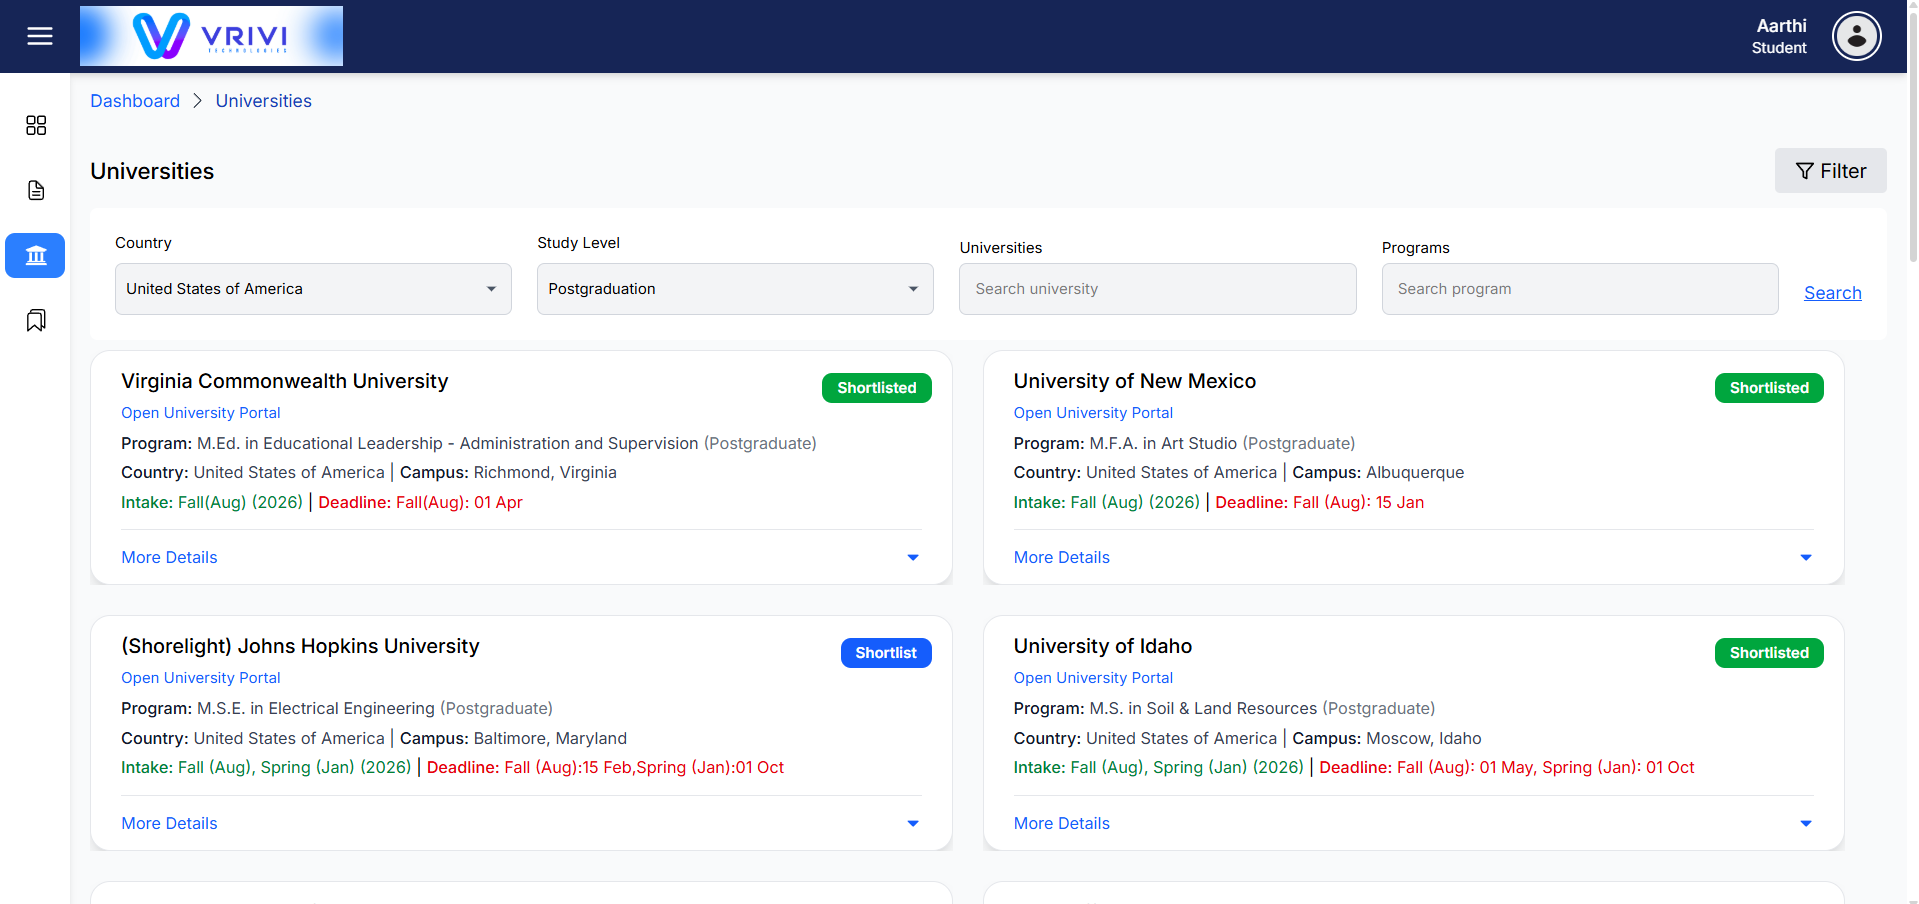 VRIVI
TECHNOLOGIES
Aarthi
Student
Dashboard > Universities
Universities
Filter
Country
Study Level
Universities
Programs
United States of America
Postgraduation
Search university
Search program
Search
Virginia Commonwealth University
Shortlisted
Open University Portal
Program: M.Ed. in Educational Leadership - Administration and Supervision (Postgraduate)
Country: United States of America | Campus: Richmond, Virginia
Intake: Fall(Aug) (2026) | Deadline: Fall(Aug): 01 Apr
More Details
University of New Mexico
Shortlisted
Open University Portal
Program: M.F.A. in Art Studio (Postgraduate)
Country: United States of America | Campus: Albuquerque
Intake: Fall (Aug) (2026) | Deadline: Fall (Aug): 15 Jan
More Details
(Shorelight) Johns Hopkins University
Shortlist
Open University Portal
Program: M.S.E. in Electrical Engineering (Postgraduate)
Country: United States of America | Campus: Baltimore, Maryland
Intake: Fall (Aug), Spring (Jan) (2026) | Deadline: Fall (Aug):15 Feb,Spring (Jan):01 Oct
More Details
University of Idaho
Shortlisted
Open University Portal
Program: M.S. in Soil & Land Resources (Postgraduate)
Country: United States of America | Campus: Moscow, Idaho
Intake: Fall (Aug), Spring (Jan) (2026) | Deadline: Fall (Aug): 01 May, Spring (Jan): 01 Oct
More Details